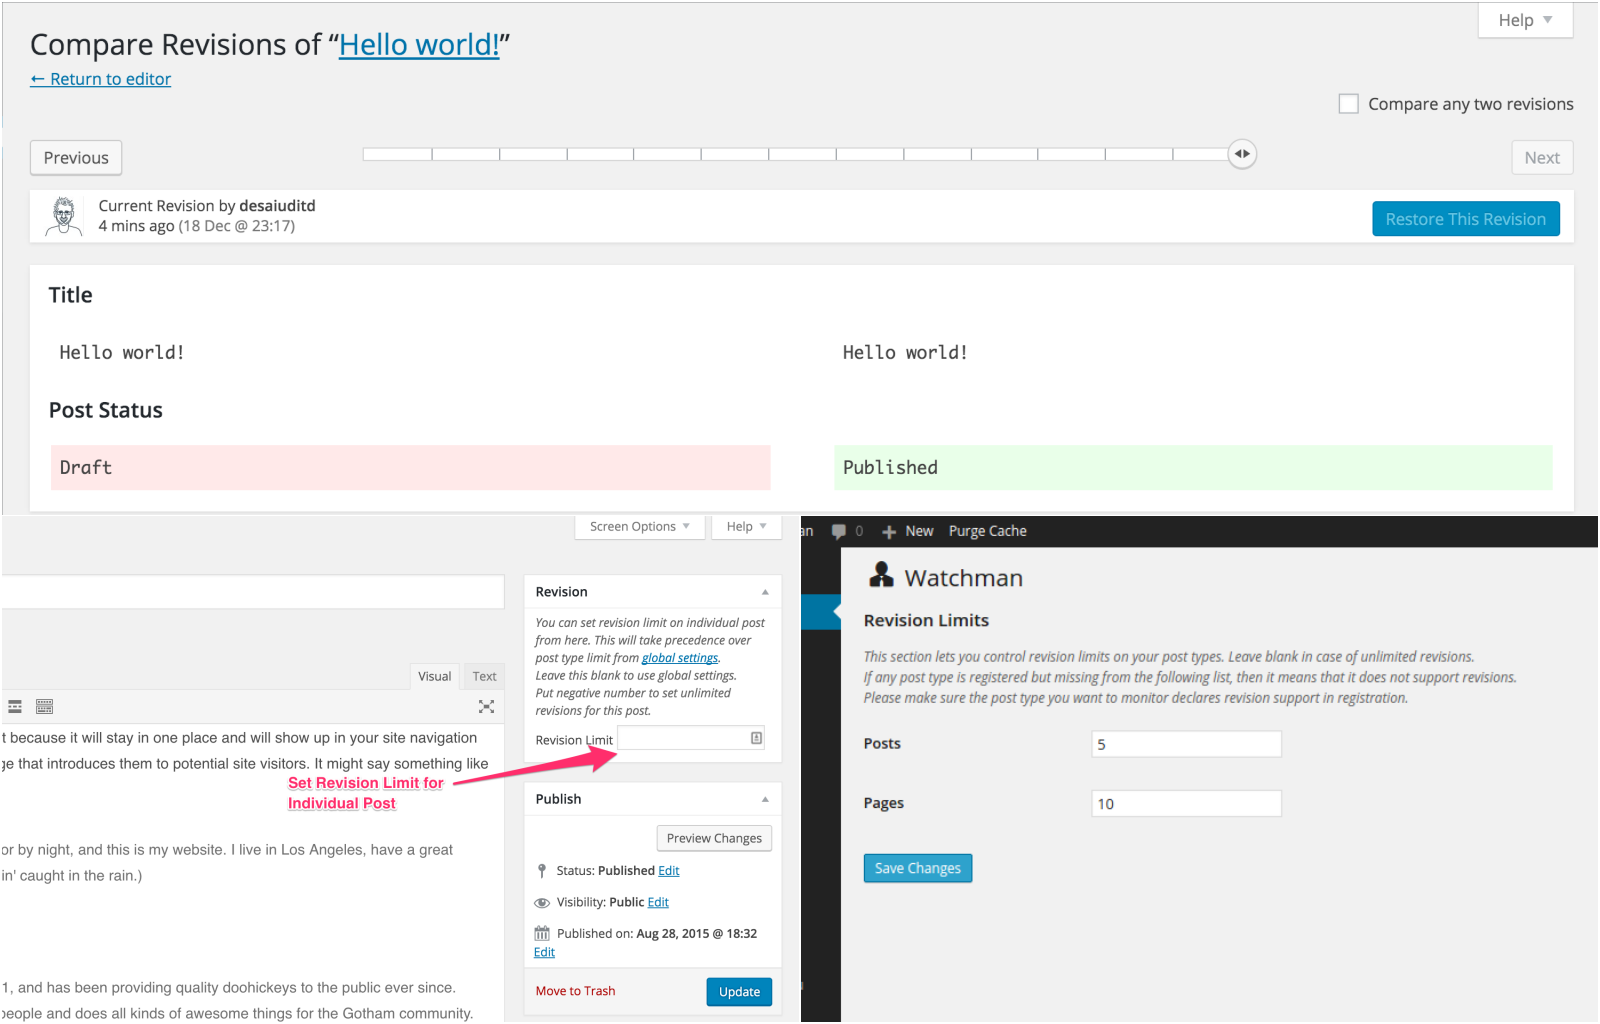 Help
Compare Revisions of “Hello world!”
← Return to editor
Compare any two revisions
Previous
Next
Current Revision by desaiuditd
4 mins ago (18 Dec @ 23:17)
Restore This Revision
Title
Hello world!
Hello world!
Post Status
Draft
Published
Screen Options
Help
Revision
You can set revision limit on individual post
from here. This will take precedence over
post type limit from global settings.
Leave this blank to use global settings.
Put negative number to set unlimited
revisions for this post.
Revision Limit
Visual
Text
t because it will stay in one place and will show up in your site navigation
ge that introduces them to potential site visitors. It might say something like
Set Revision Limit for
Individual Post
or by night, and this is my website. I live in Los Angeles, have a great
in' caught in the rain.)
1, and has been providing quality doohickeys to the public ever since.
people and does all kinds of awesome things for the Gotham community.
Publish
Preview Changes
Status: Published Edit
Visibility: Public Edit
Published on: Aug 28, 2015 @ 18:32
Edit
Move to Trash
Update
an
0
New
Purge Cache
Watchman
Revision Limits
This section lets you control revision limits on your post types. Leave blank in case of unlimited revisions.
If any post type is registered but missing from the following list, then it means that it does not support revisions.
Please make sure the post type you want to monitor declares revision support in registration.
Posts
5
Pages
10
Save Changes